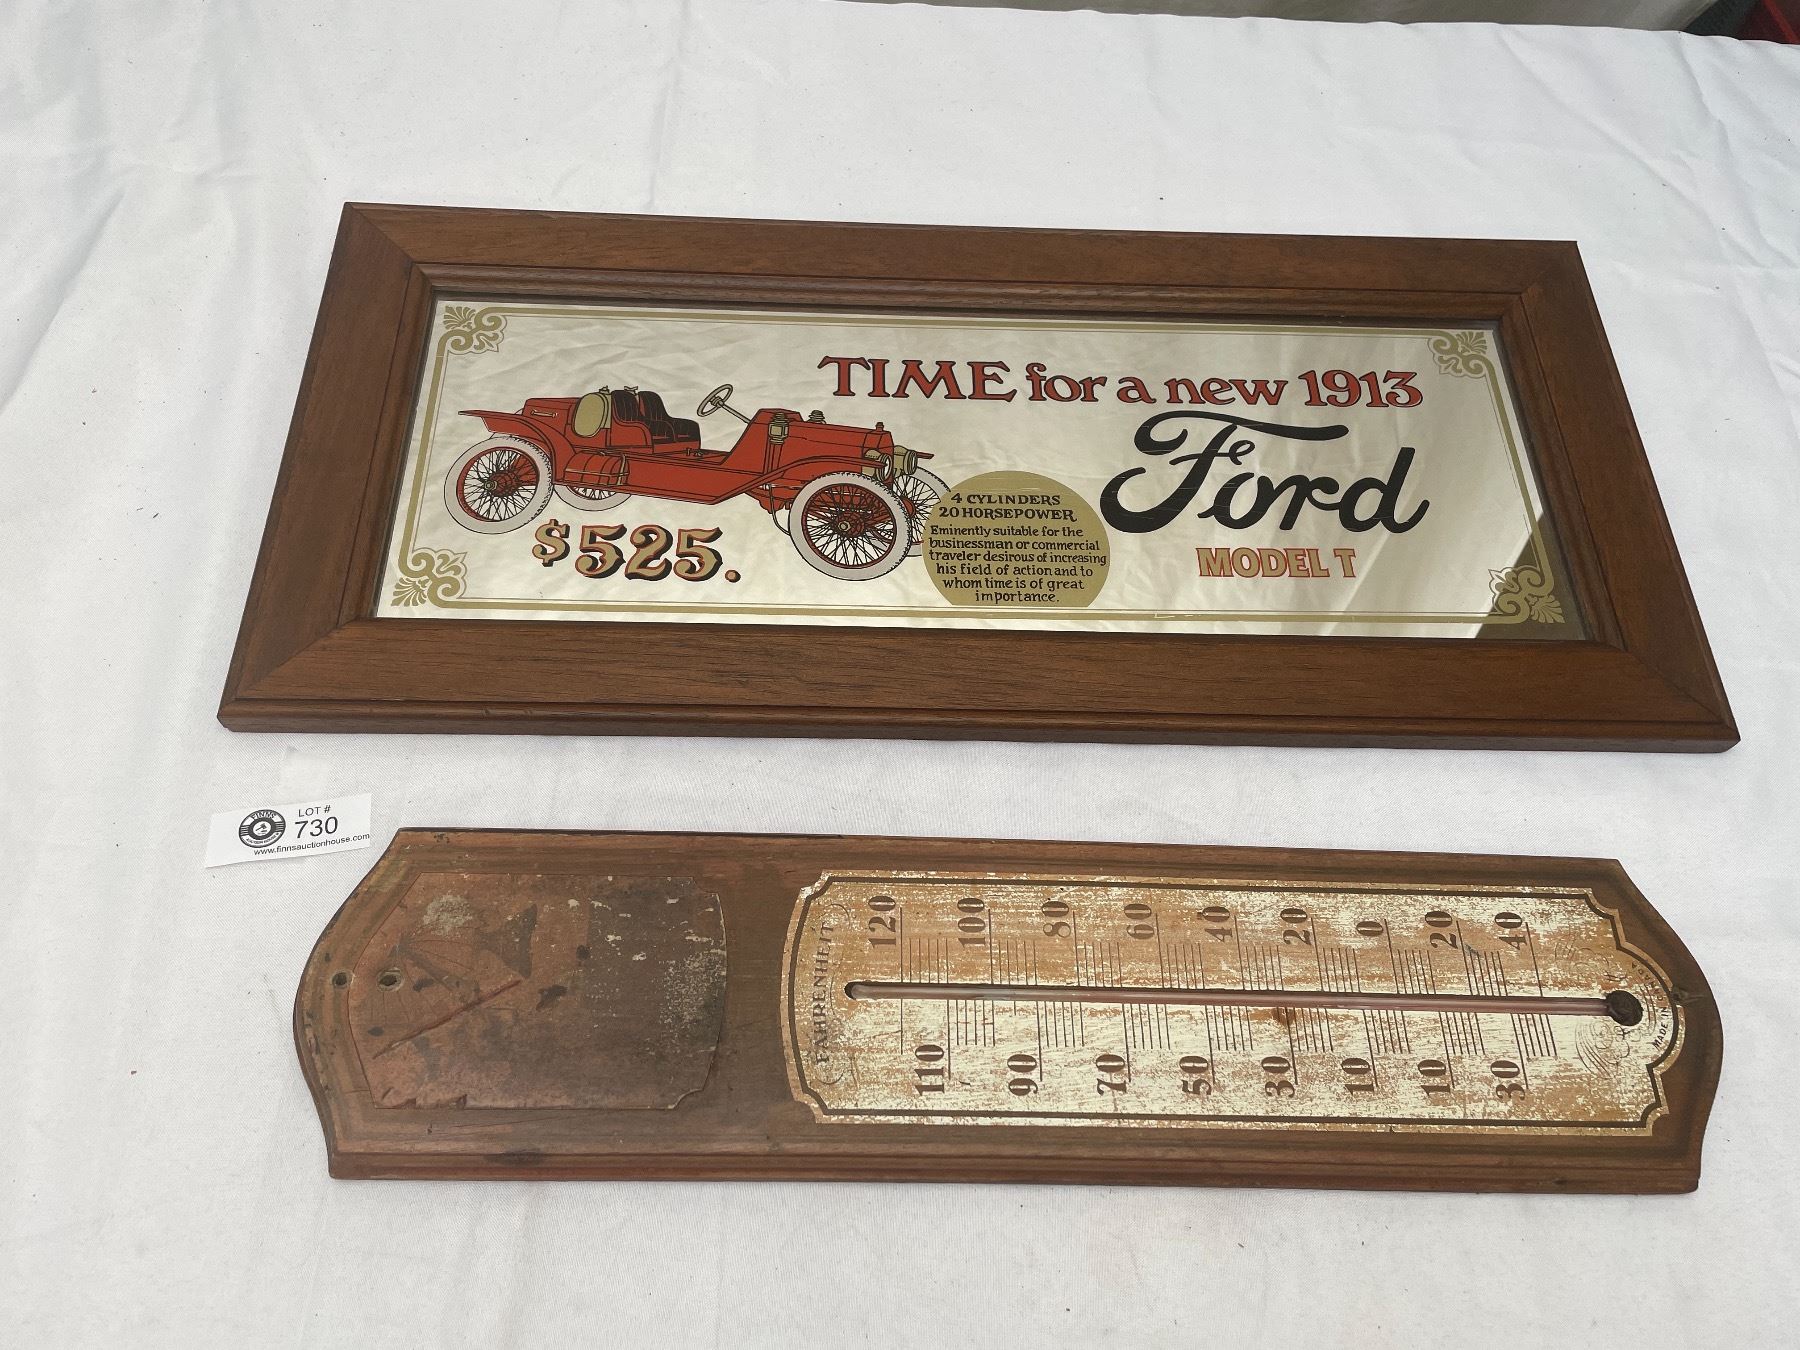 TIME for a new 1913
Ford
MODEL T
$525.
4 CYLINDERS
20 HORSEPOWER
Eminently suitable for the
businessman or commercial
traveler desirous of increasing
his field of action and to
whom time is of great
importance.
FINNS
LOT #
730
www.finnsauctionhouse.com
FAHRENHEIT
120 100 80 60 40 20 0 20 40
110 90 70 50 30 10 10 30
MADE IN